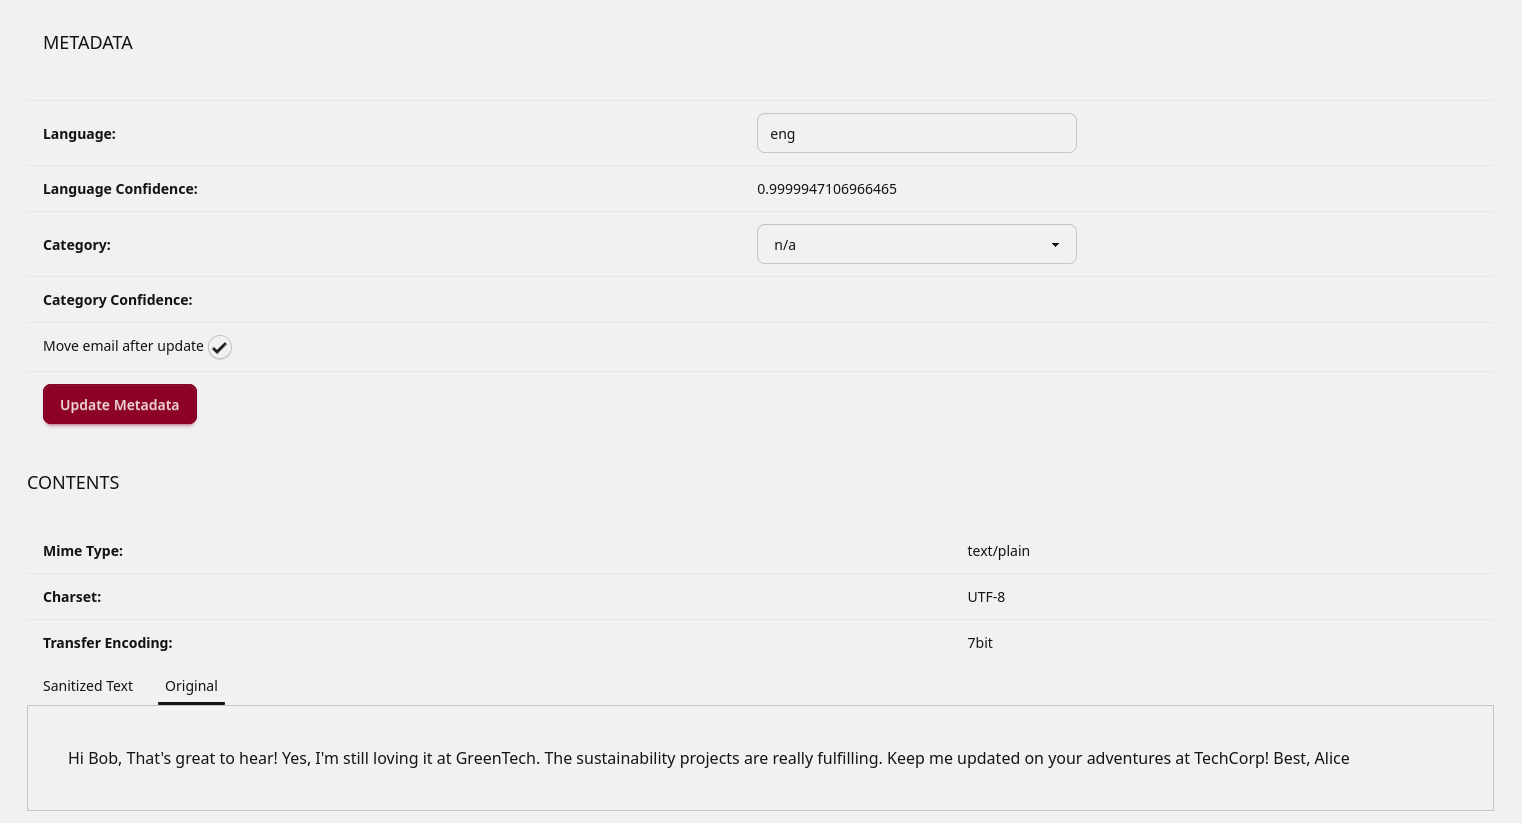 METADATA
Language: eng
Language Confidence: 0.9999947106966465
Category: n/a
Category Confidence:
Move email after update
Update Metadata
CONTENTS
Mime Type: text/plain
Charset: UTF-8
Transfer Encoding: 7bit
Sanitized Text Original
Hi Bob, That's great to hear! Yes, I'm still loving it at GreenTech. The sustainability projects are really fulfilling. Keep me updated on your adventures at TechCorp! Best, Alice